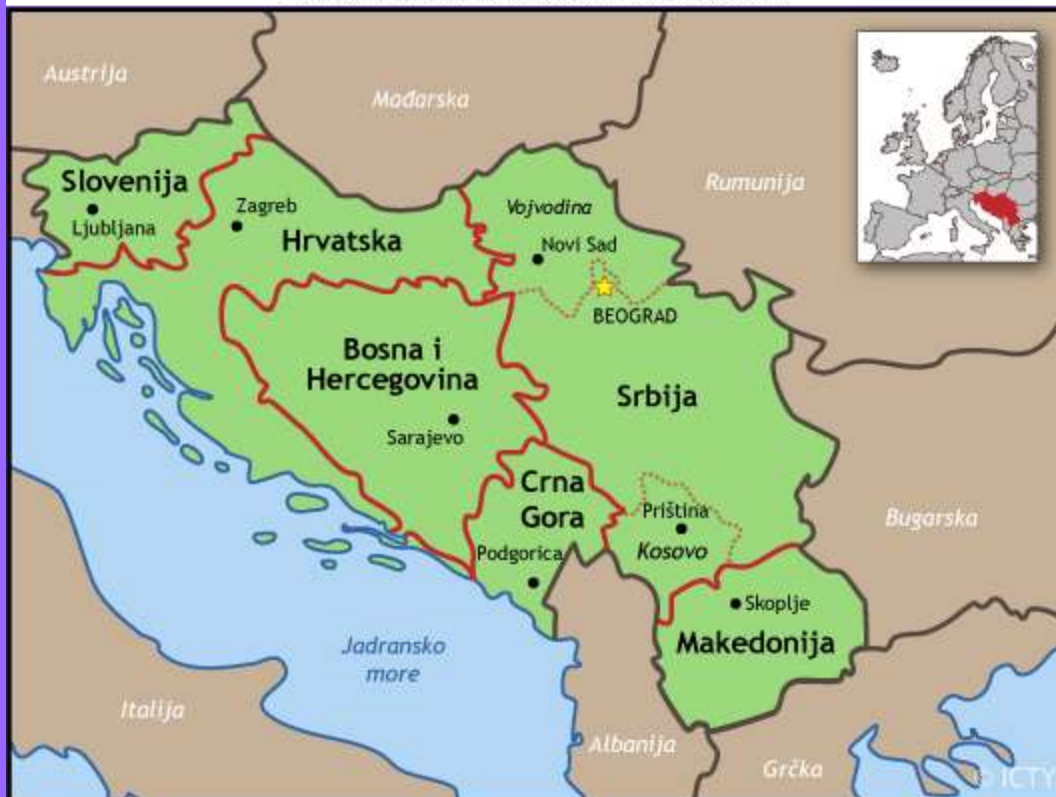 Austrija
Mađarska
Rumunija
Slovenija
Ljubljana
Zagreb
Hrvatska
Vojvodina
Novi Sad
BEOGRAD
Bosna i
Hercegovina
Sarajevo
Srbija
Crna
Gora
Podgorica
Priština
Kosovo
Bugarska
Skoplje
Makedonija
Jadransko
more
Italija
Albanija
Grčka
© ICTY